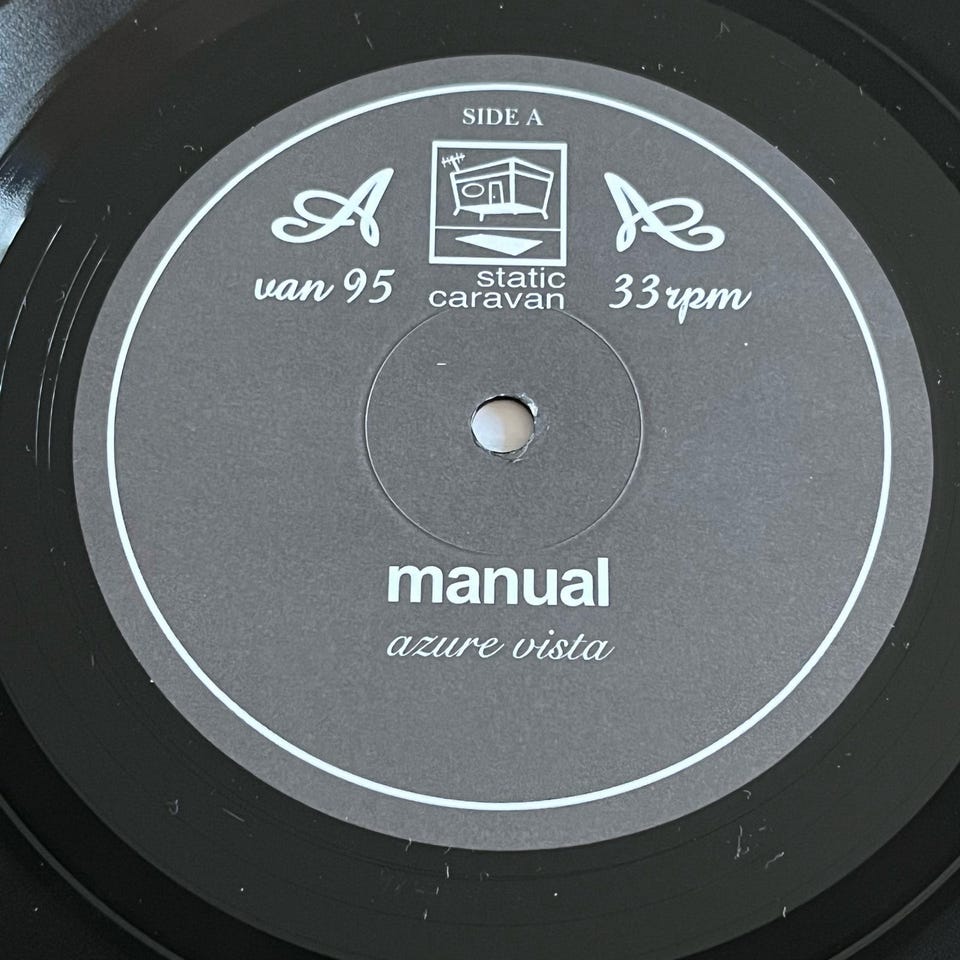 SIDE A
A A
static
caravan
van 95 33rpm
manual
azure vista